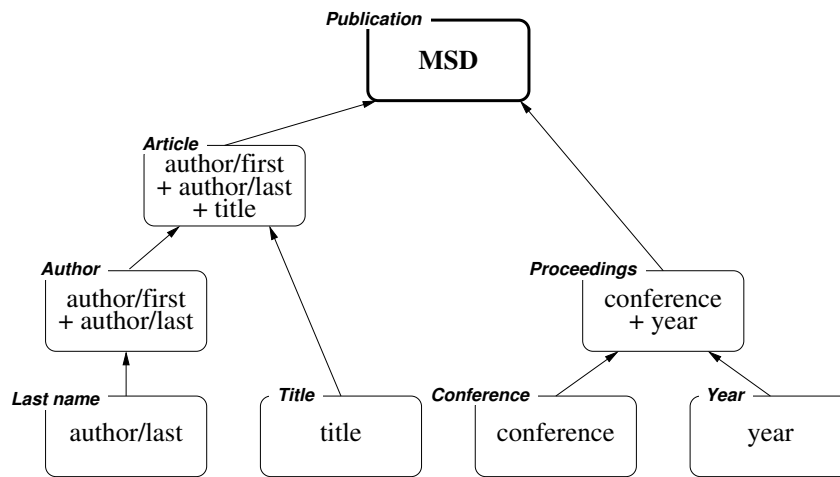 Publication
MSD
Article
author/first
+ author/last
+ title
Author
author/first
+ author/last
Proceedings
conference
+ year
Last name
author/last
Title
title
Conference
conference
Year
year